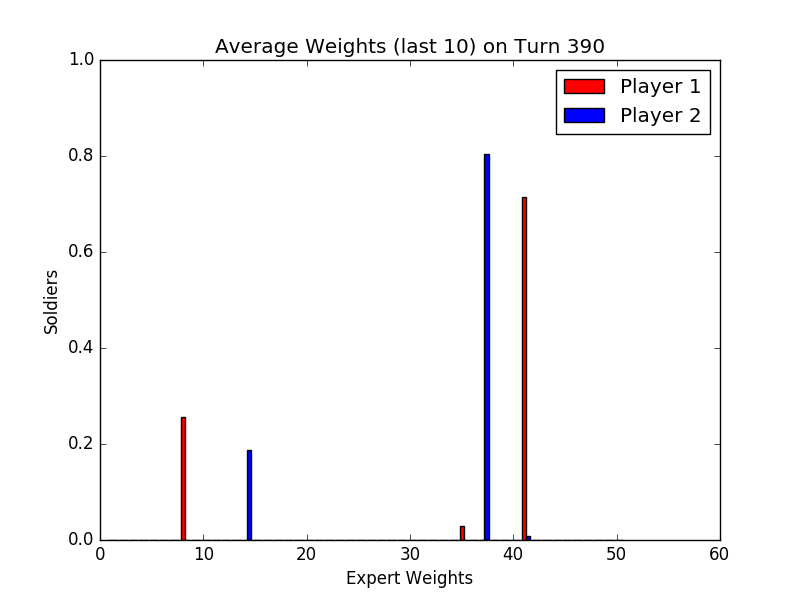 Average Weights (last 10) on Turn 390
1.0
Player 1
Player 2
0.8
0.6
Soldiers
0.4
0.2
0.0
0 10 20 30 40 50 60
Expert Weights